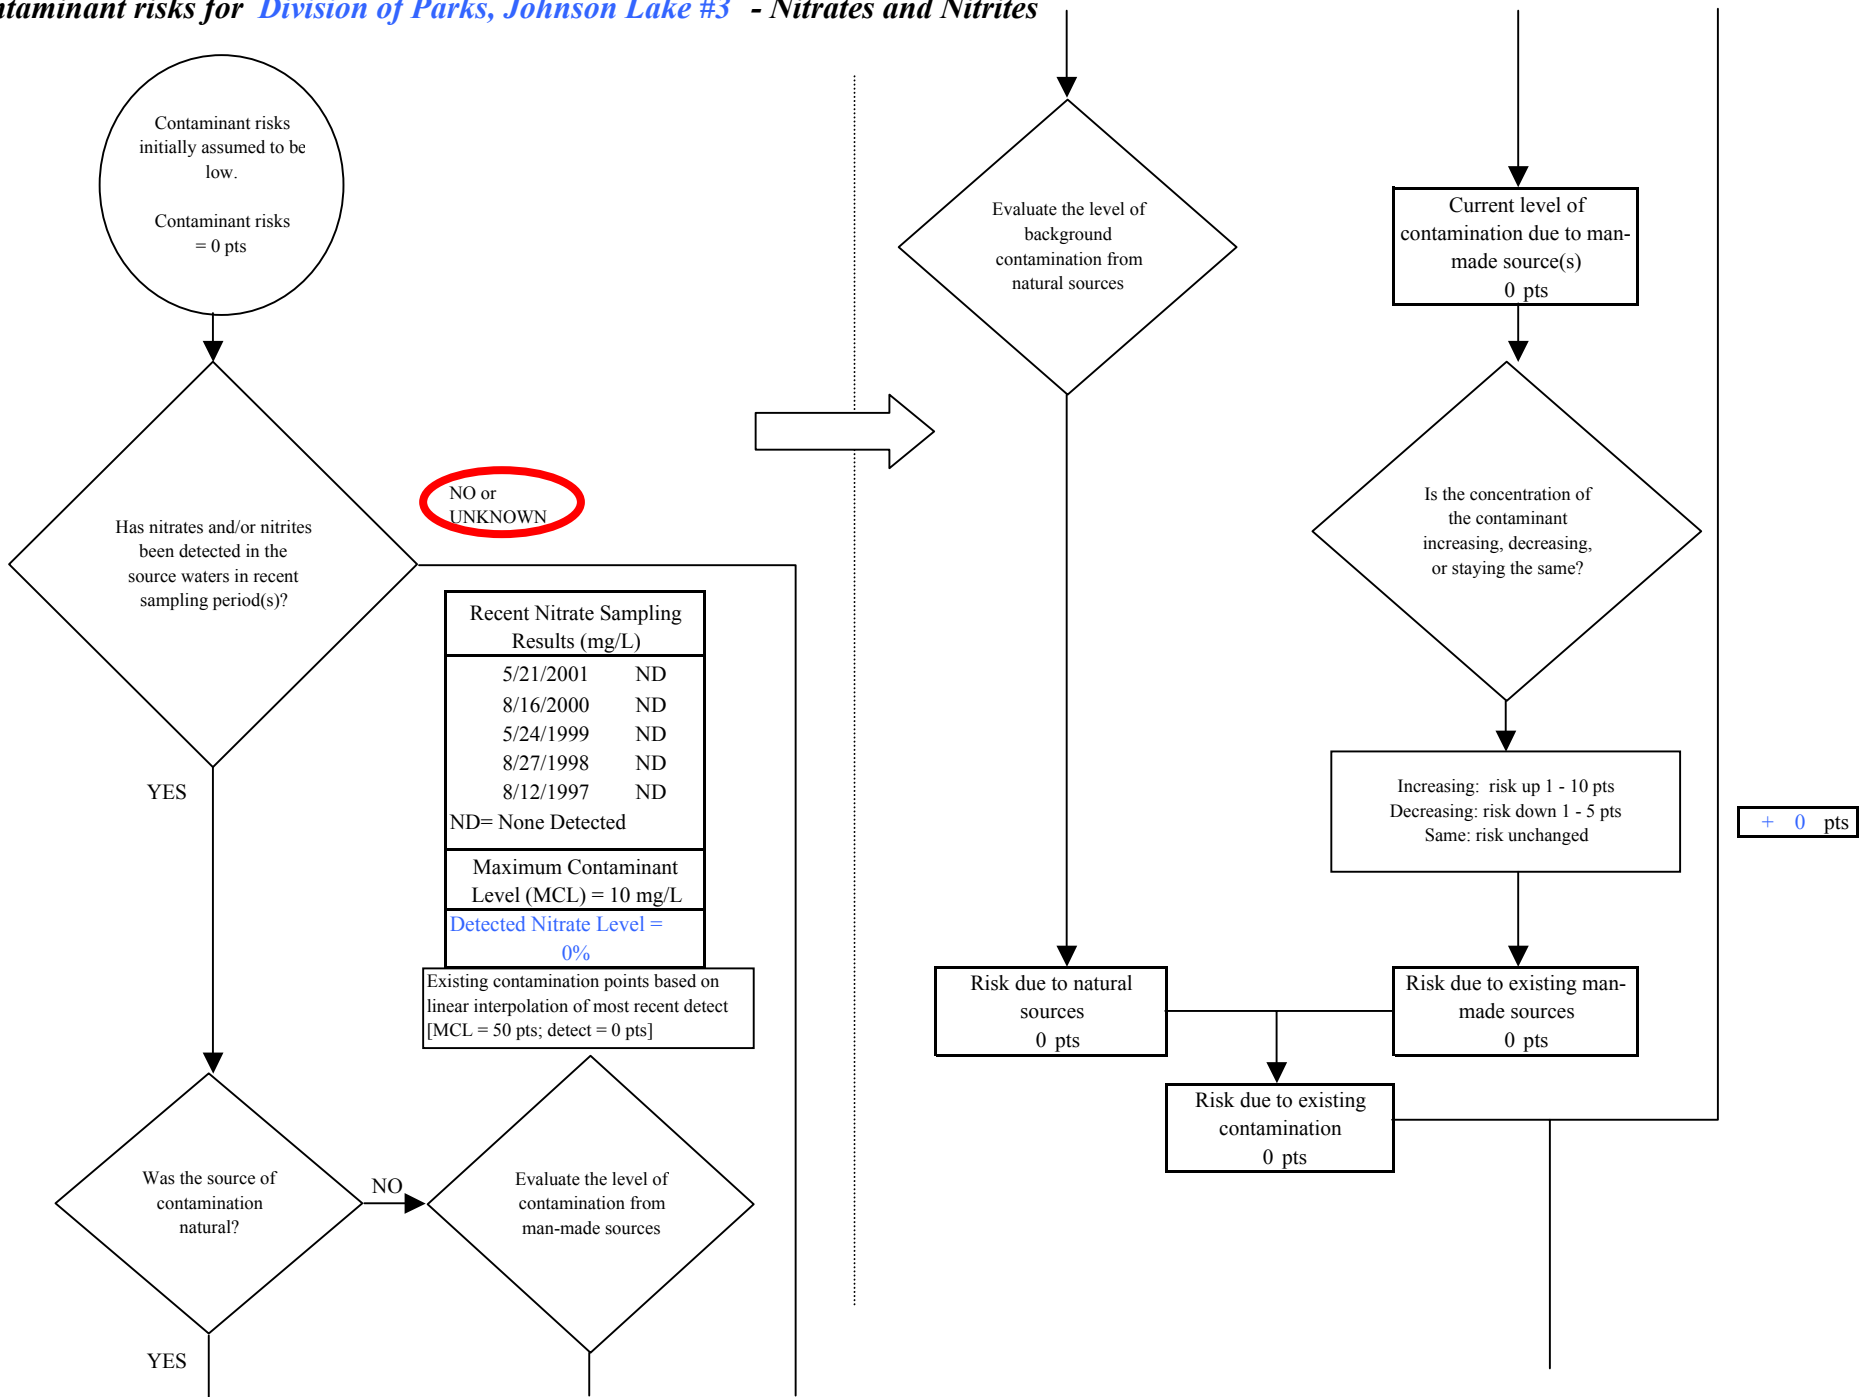 ntaminant risks for Division of Parks, Johnson Lake #3 - Nitrates and Nitrites
Contaminant risks
initially assumed to be
low.
Contaminant risks
= 0 pts
Has nitrates and/or nitrites
been detected in the
source waters in recent
sampling period(s)?
NO or
UNKNOWN
YES
Recent Nitrate Sampling
Results (mg/L)
5/21/2001 ND
8/16/2000 ND
5/24/1999 ND
8/27/1998 ND
8/12/1997 ND
ND= None Detected
Maximum Contaminant
Level (MCL) = 10 mg/L
Detected Nitrate Level =
0%
Existing contamination points based on
linear interpolation of most recent detect
[MCL = 50 pts; detect = 0 pts]
Was the source of
contamination
natural?
NO
YES
Evaluate the level of
contamination from
man-made sources
Evaluate the level of
background
contamination from
natural sources
Current level of
contamination due to man-
made source(s)
0 pts
Is the concentration of
the contaminant
increasing, decreasing,
or staying the same?
Increasing: risk up 1 - 10 pts
Decreasing: risk down 1 - 5 pts
Same: risk unchanged
+ 0 pts
Risk due to natural
sources
0 pts
Risk due to existing man-
made sources
0 pts
Risk due to existing
contamination
0 pts